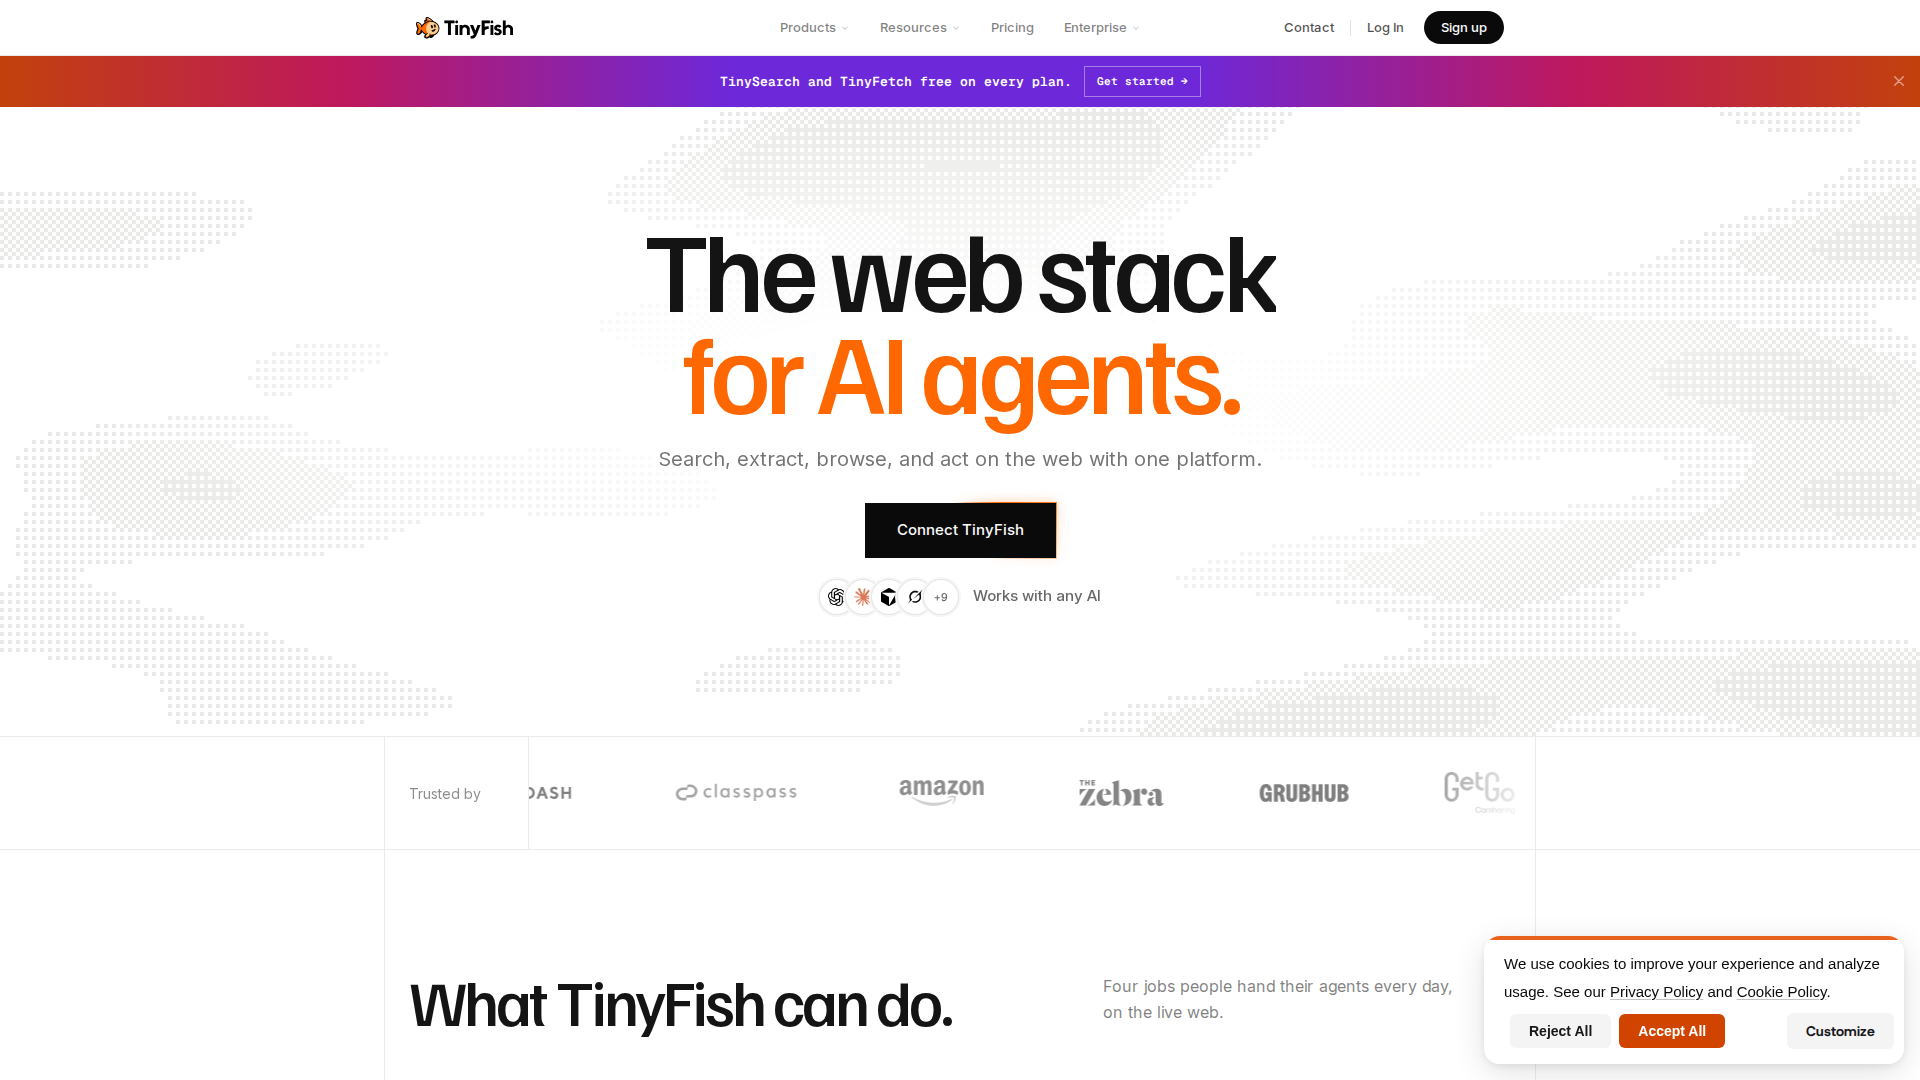 TinyFish
Products
Resources
Pricing
Enterprise
Contact
Log In
Sign up
TinySearch and TinyFetch free on every plan.
Get started →
The web stack
for AI agents.
Search, extract, browse, and act on the web with one platform.
Connect TinyFish
+9
Works with any AI
Trusted by
DASH
classpass
amazon
THE
zebra
GRUBHUB
GetGo
Carsharing
What TinyFish can do.
Four jobs people hand their agents every day,
on the live web.
We use cookies to improve your experience and analyze
usage. See our Privacy Policy and Cookie Policy.
Reject All
Accept All
Customize